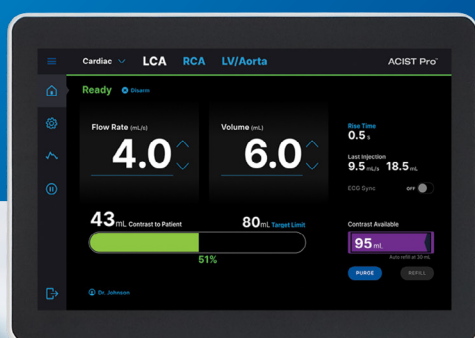 Cardiac LCA RCA LV/Aorta ACIST Pro™
Ready Disarm
Flow Rate (mL/s)
4.0
Volume (mL)
6.0
Rise Time
0.5 s
Last Injection
9.5 mL/s 18.5 mL
ECG Sync OFF
43 mL Contrast to Patient
80 mL Target Limit
51%
Contrast Available
95 mL
Auto refill at 20 mL
PURGE REFILL
Dr. Johnson